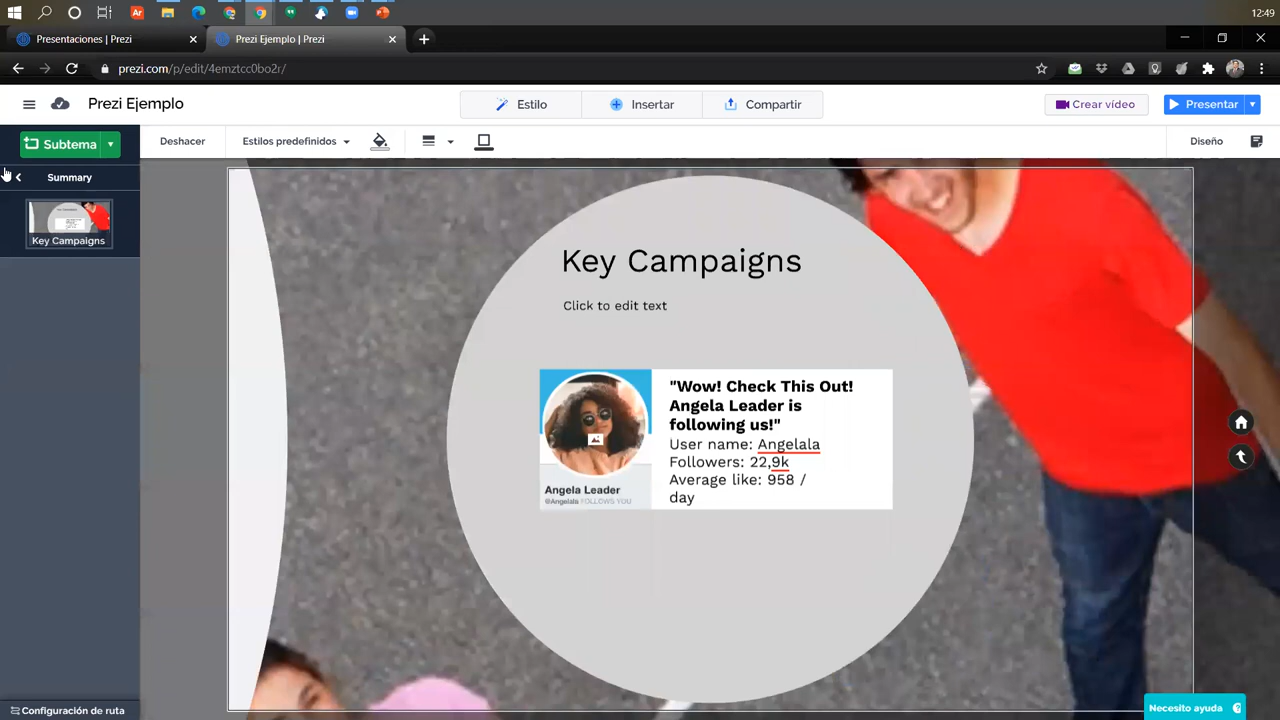 12:49
Presentaciones | Prezi
Prezi Ejemplo | Prezi
prezi.com/p/edit/4emztcc0bo2r/
Prezi Ejemplo
Estilo
Insertar
Compartir
Crear vídeo
Presentar
Subtema
Deshacer
Estilos predefinidos
Diseño
Summary
Key Campaigns
Key Campaigns
Click to edit text
"Wow! Check This Out!
Angela Leader is
following us!"
User name: Angelala
Followers: 22,9k
Average like: 958 /
day
Angela Leader
@Angelala FOLLOWS YOU
Configuración de ruta
Necesito ayuda